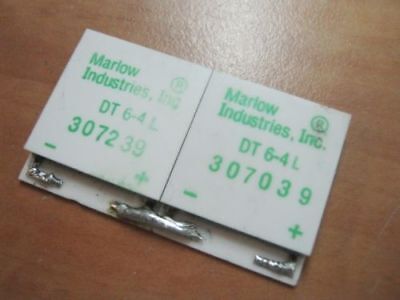 Marlow
Industries, Inc. ®
DT 6-4 L
307239
- +
Marlow
Industries, Inc. ®
DT 6-4 L
307039
- +